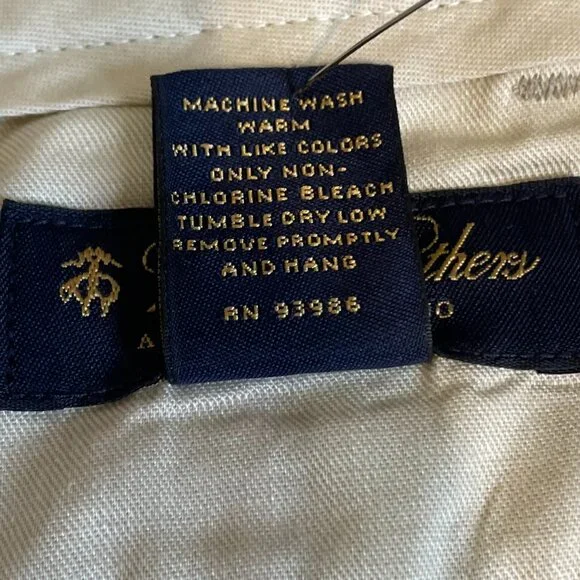 MACHINE WASH
WARM
WITH LIKE COLORS
ONLY NON-
CHLORINE BLEACH
TUMBLE DRY LOW
REMOVE PROMPTLY
AND HANG
RN 93986